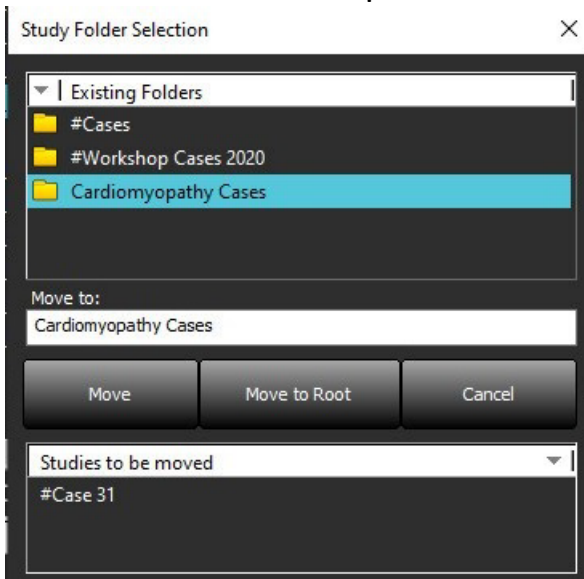 Study Folder Selection
Existing Folders
#Cases
#Workshop Cases 2020
Cardiomyopathy Cases
Move to:
Cardiomyopathy Cases
Move Move to Root Cancel
Studies to be moved
#Case 31